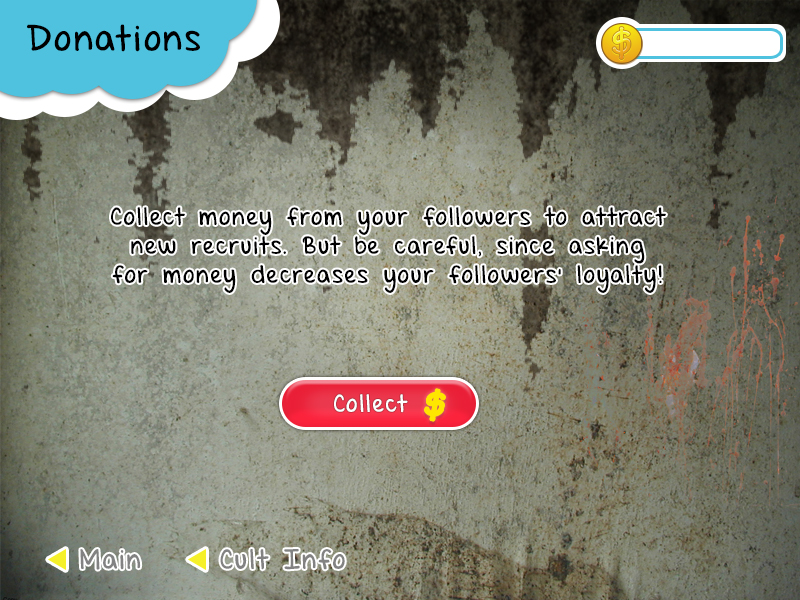 Donations
Collect money from your followers to attract
new recruits. But be careful, since asking
for money decreases your followers' loyalty!
Collect $
Main
Cult Info